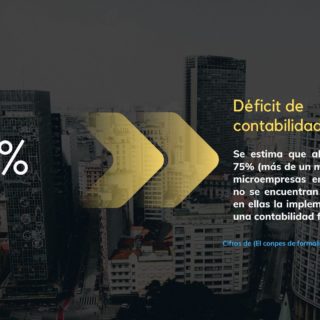 %
Déficit de
contabilidad
Se estima que al
75% (más de un m
microempresas en
no se encuentran
en ellas la implem
una contabilidad f
Cifras de (El conpes de formali